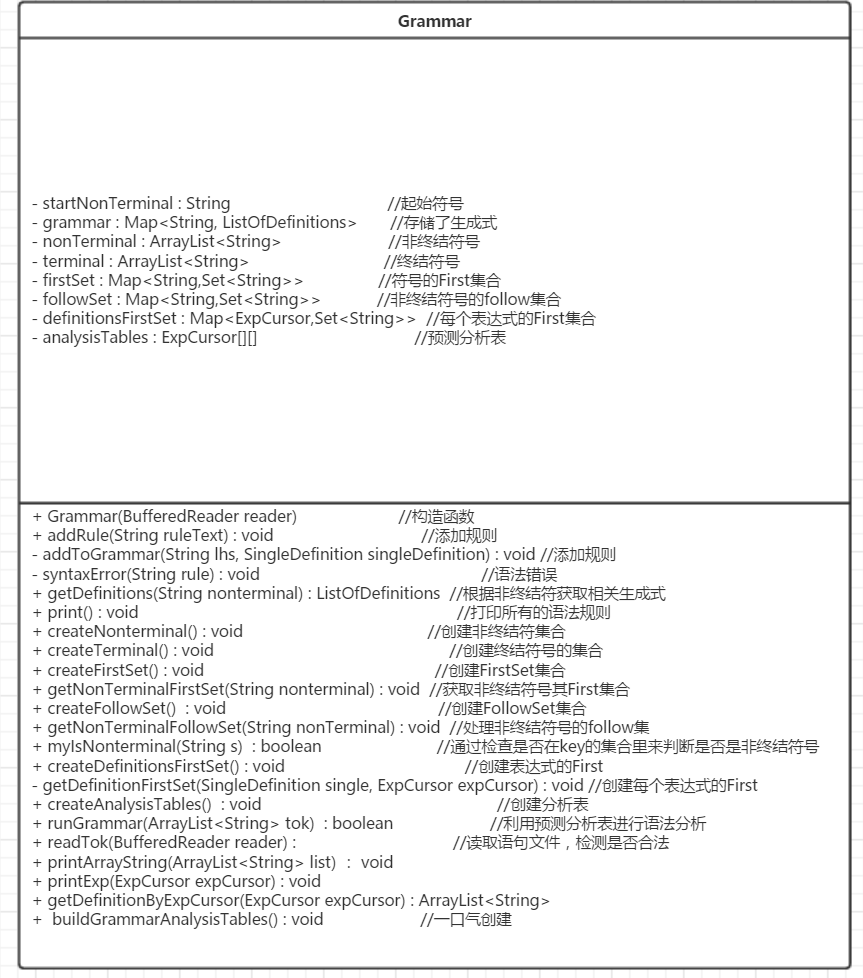 Grammar
- startNonTerminal : String //起始符号
- grammar : Map<String, ListOfDefinitions> //存储了生成式
- nonTerminal : ArrayList<String> //非终结符号
- terminal : ArrayList<String> //终结符号
- firstSet : Map<String,Set<String>> //符号的First集合
- followSet : Map<String,Set<String>> //非终结符号的follow集合
- definitionsFirstSet : Map<ExpCursor,Set<String>> //每个表达式的First集合
- analysisTables : ExpCursor[][] //预测分析表
+ Grammar(BufferedReader reader) //构造函数
+ addRule(String ruleText) : void //添加规则
- addToGrammar(String lhs, SingleDefinition singleDefinition) : void //添加规则
- syntaxError(String rule) : void //语法错误
+ getDefinitions(String nonterminal) : ListOfDefinitions //根据非终结符获取相关生成式
+ print() : void //打印所有的语法规则
+ createNonterminal() : void //创建非终结符集合
+ createTerminal() : void //创建终结符号的集合
+ createFirstSet() : void //创建FirstSet集合
+ getNonTerminalFirstSet(String nonterminal) : void //获取非终结符号其First集合
+ createFollowSet() : void //创建FollowSet集合
+ getNonTerminalFollowSet(String nonTerminal) : void //处理非终结符号的follow集
+ myIsNonterminal(String s) : boolean //通过检查是否在key的集合里来判断是否是非终结符号
+ createDefinitionsFirstSet() : void //创建表达式的First
- getDefinitionFirstSet(SingleDefinition single, ExpCursor expCursor) : void //创建每个表达式的First
+ createAnalysisTables() : void //创建分析表
+ runGrammar(ArrayList<String> tok) : boolean //利用预测分析表进行语法分析
+ readTok(BufferedReader reader) : //读取语句文件，检测是否合法
+ printArrayString(ArrayList<String> list) : void
+ printExp(ExpCursor expCursor) : void
+ getDefinitionByExpCursor(ExpCursor expCursor) : ArrayList<String>
+ buildGrammarAnalysisTables() : void //一口气创建